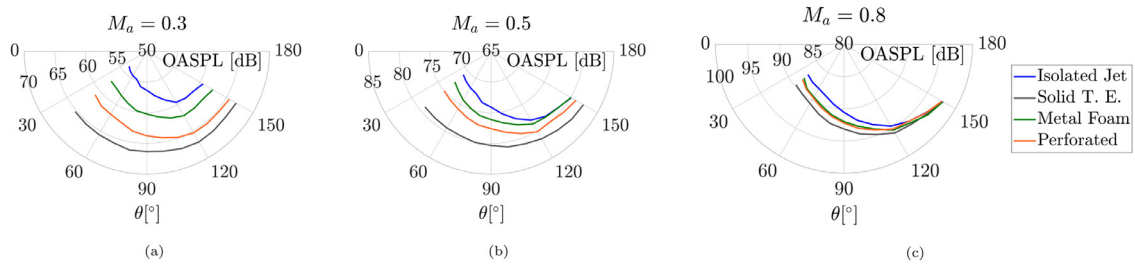 M_a = 0.3
0 50 180
OASPL [dB]
70 65 60 55
30 150
60 120
90
θ[°]
(a)
M_a = 0.5
0 65 180
OASPL [dB]
85 80 75 70
30 150
60 120
90
θ[°]
(b)
M_a = 0.8
0 80 180
OASPL [dB]
100 95 90 85
30 150
60 120
90
θ[°]
(c)
Isolated Jet
Solid T. E.
Metal Foam
Perforated